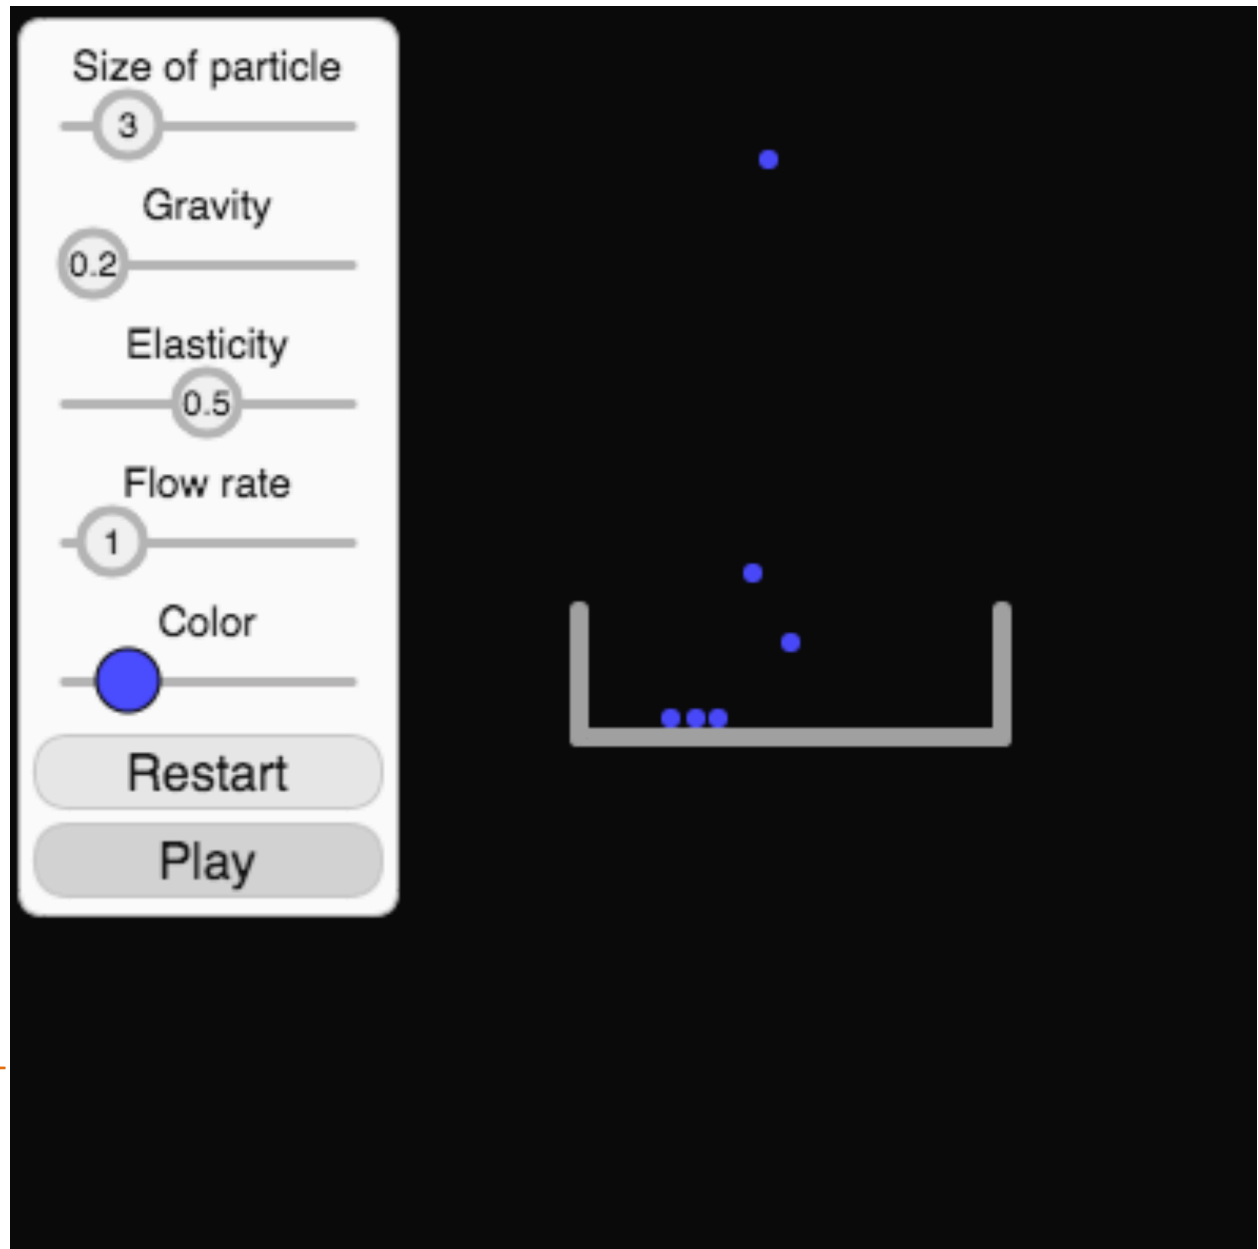 Size of particle
3
Gravity
0.2
Elasticity
0.5
Flow rate
1
Color
Restart
Play